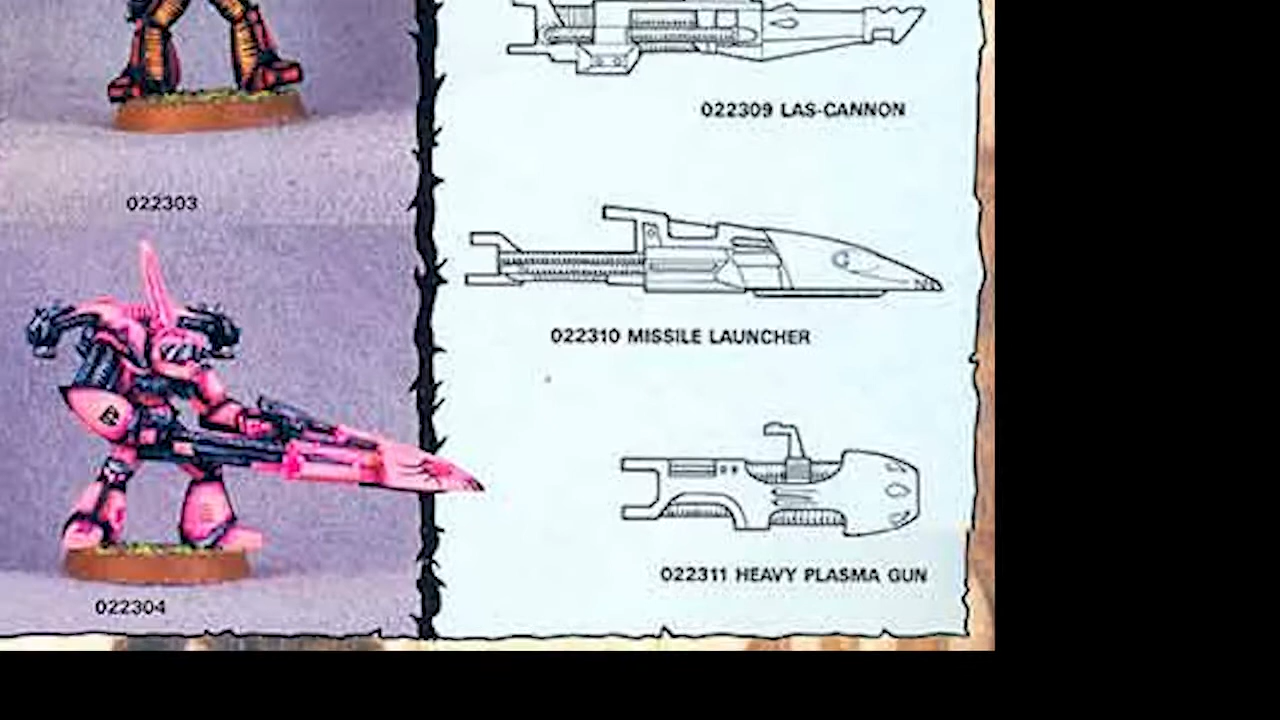 022303
022304
022309 LAS-CANNON
022310 MISSILE LAUNCHER
022311 HEAVY PLASMA GUN